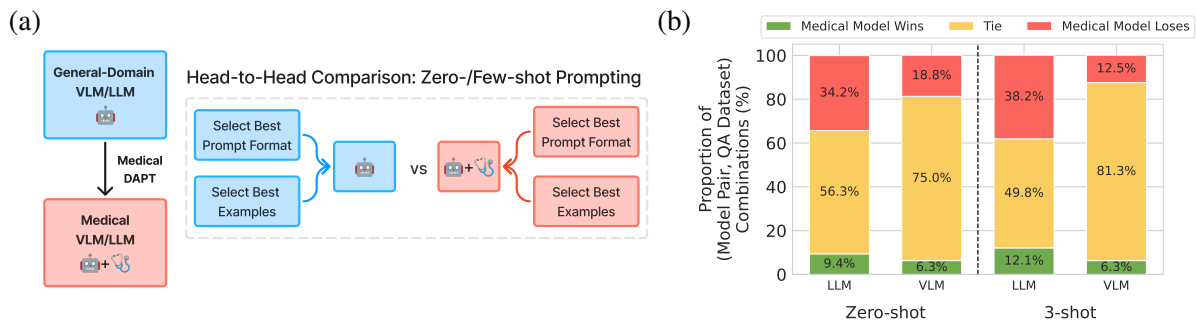 (a)
General-Domain
VLM/LLM
Medical
DAPT
Medical
VLM/LLM
+
Head-to-Head Comparison: Zero-/Few-shot Prompting
Select Best
Prompt Format
Select Best
Examples
vs
+
Select Best
Prompt Format
Select Best
Examples
(b)
Medical Model Wins
Tie
Medical Model Loses
Proportion of
(Model Pair, QA Dataset)
Combinations (%)
100
80
60
40
20
0
34.2%
56.3%
9.4%
18.8%
75.0%
6.3%
38.2%
49.8%
12.1%
12.5%
81.3%
6.3%
LLM
VLM
LLM
VLM
Zero-shot
3-shot